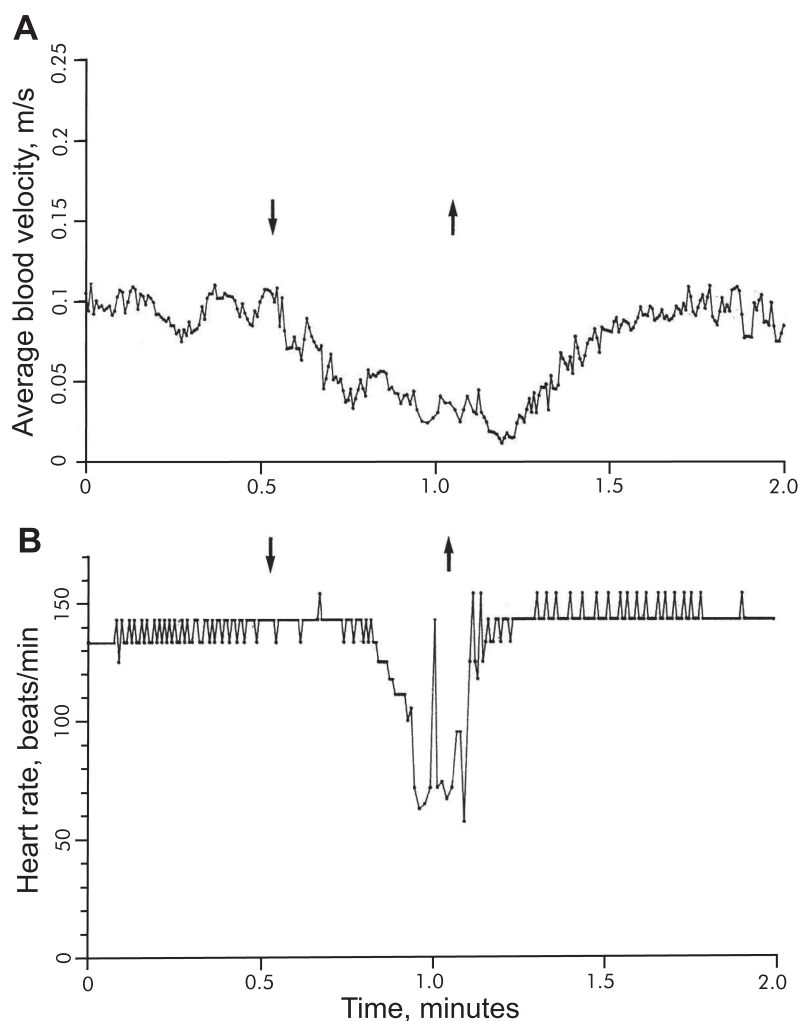 A
Average blood velocity, m/s
0.25
0.2
0.15
0.1
0.05
0
0 0.5 1.0 1.5 2.0
B
Heart rate, beats/min
150
100
50
0
0 0.5 1.0 1.5 2.0
Time, minutes